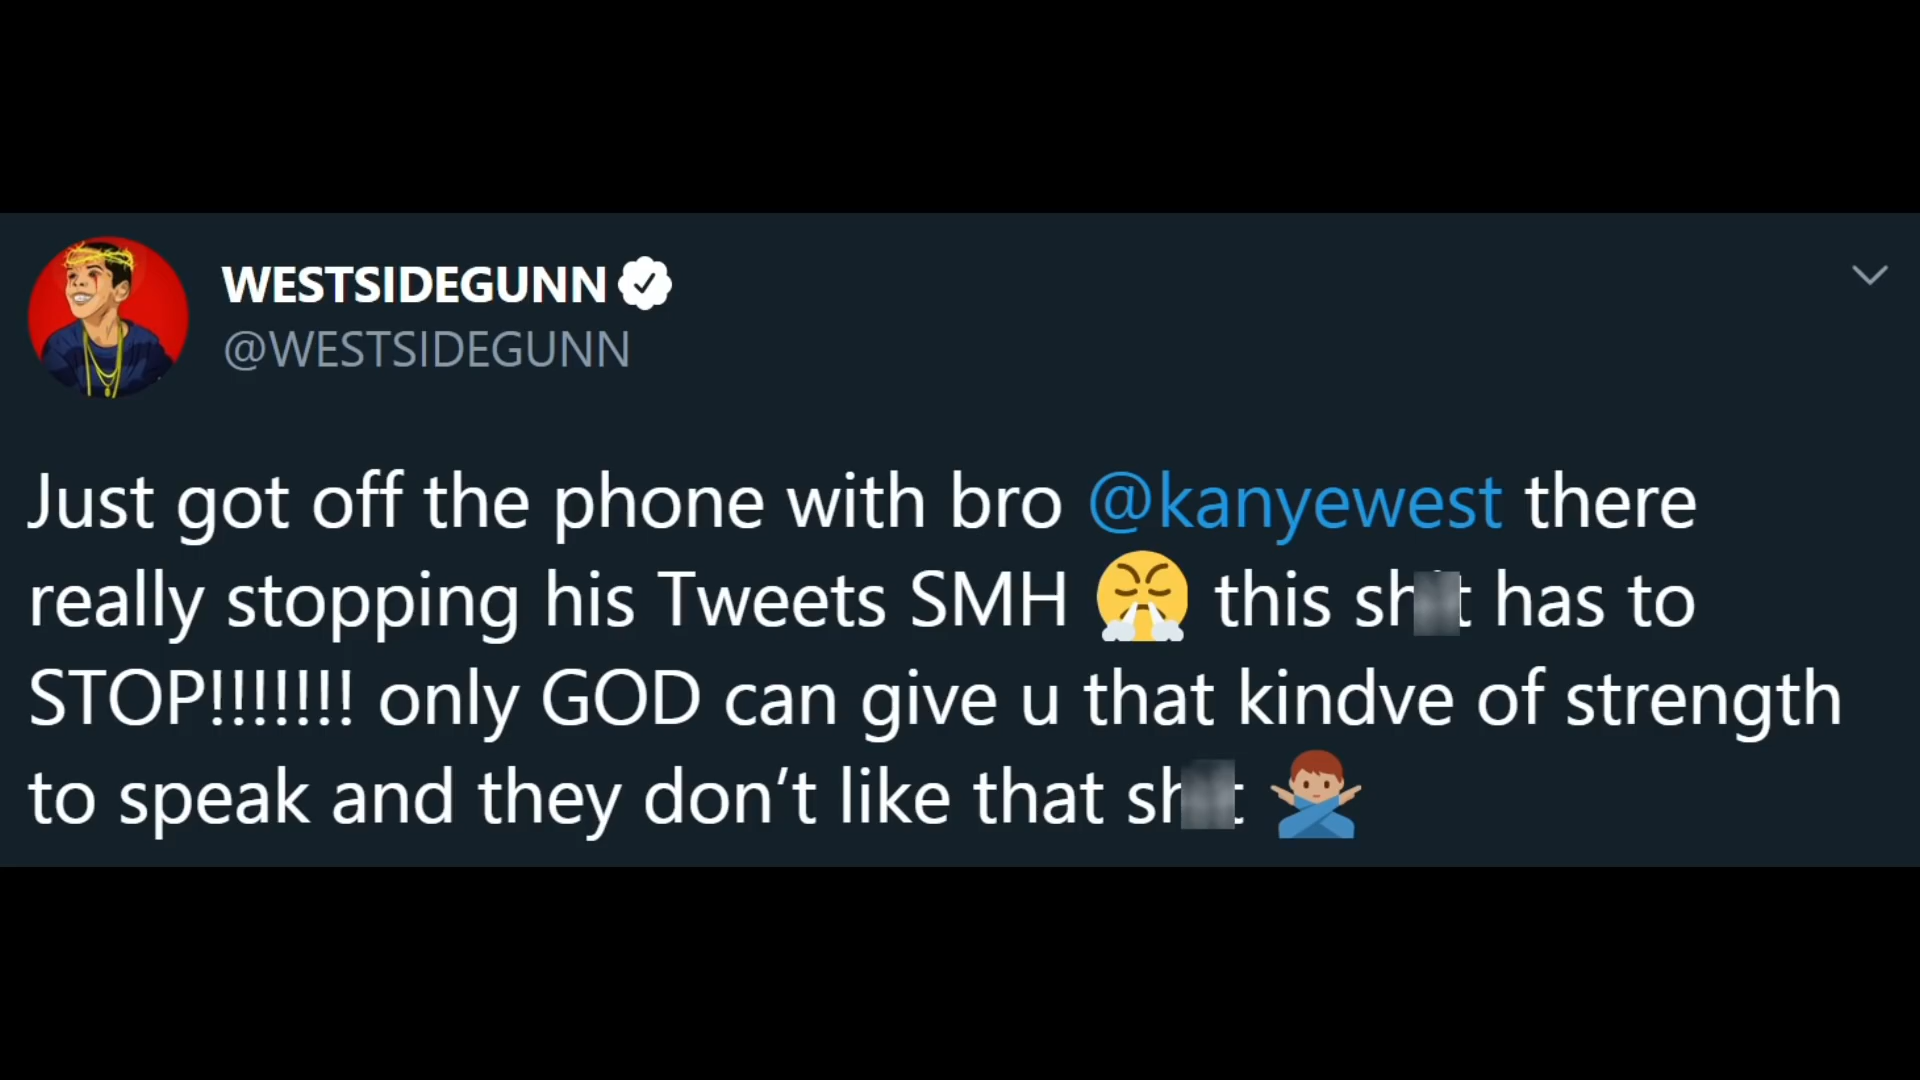 WESTSIDEGUNN
@WESTSIDEGUNN
Just got off the phone with bro @kanyewest there
really stopping his Tweets SMH 😤 this sh t has to
STOP!!!!!!! only GOD can give u that kindve of strength
to speak and they don’t like that sh t 🙅🏽‍♂️